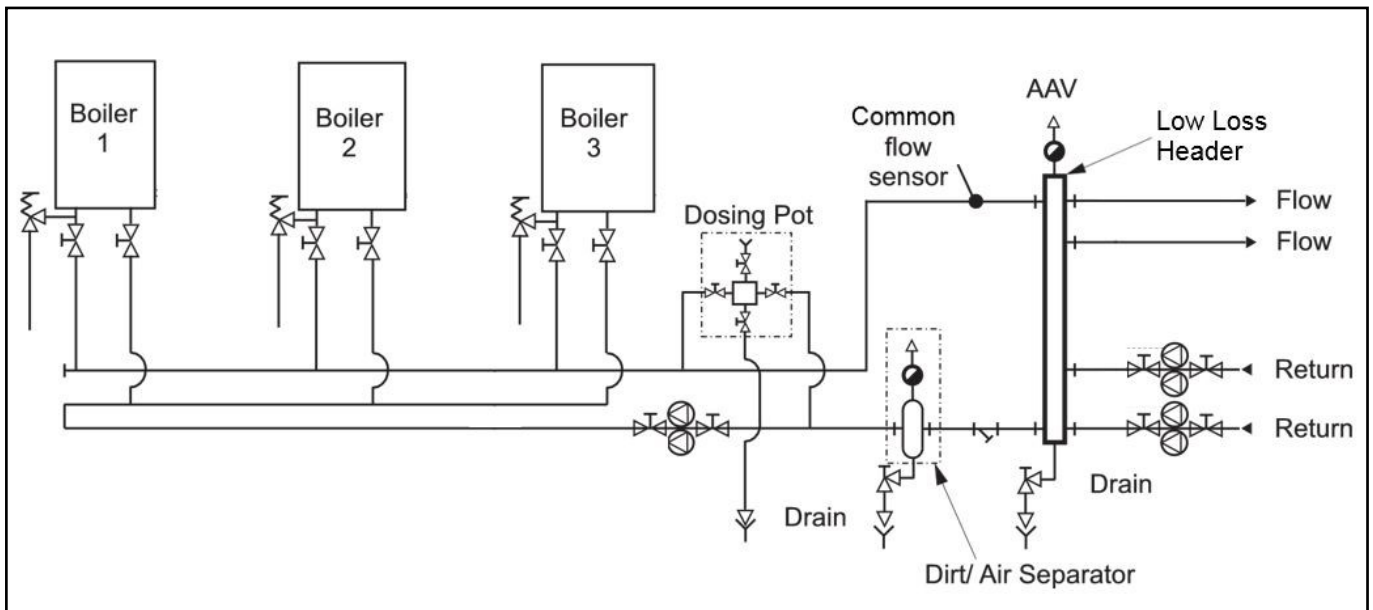 Boiler
1
Boiler
2
Boiler
3
Dosing Pot
Common
flow
sensor
AAV
Low Loss
Header
Flow
Flow
Return
Return
Drain
Drain
Dirt/ Air Separator